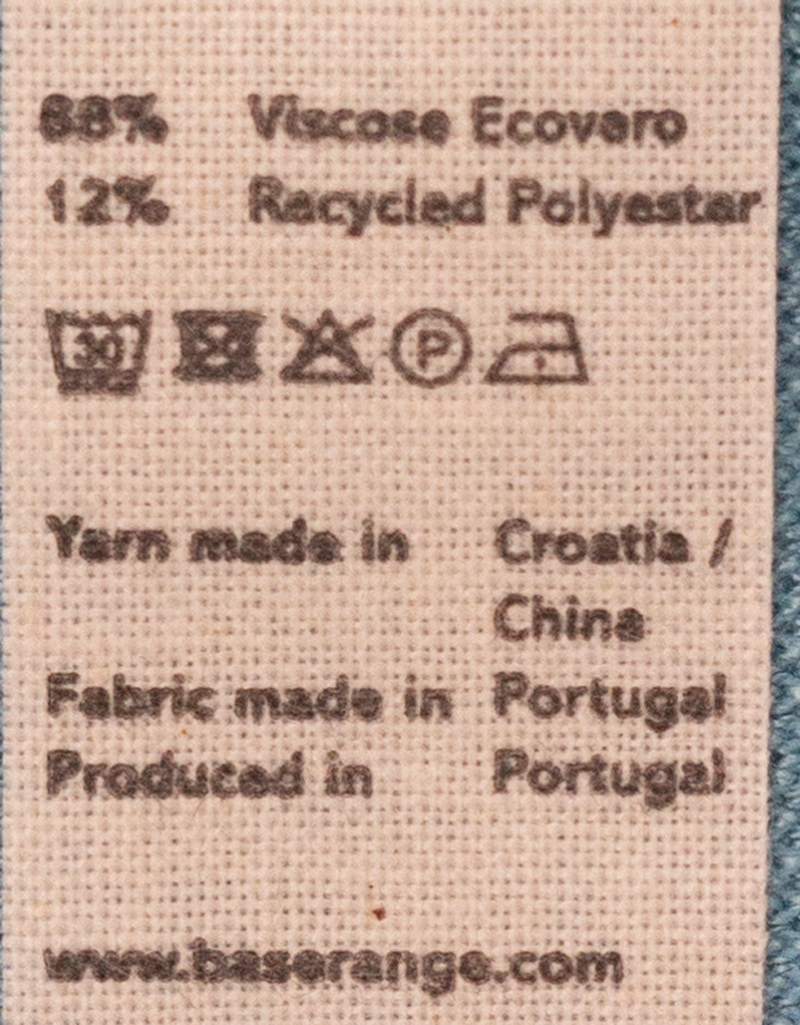 88% Viscose Ecovero
12% Recycled Polyester
30 P
Yarn made in Croatia /
China
Fabric made in Portugal
Produced in Portugal
www.baserange.com